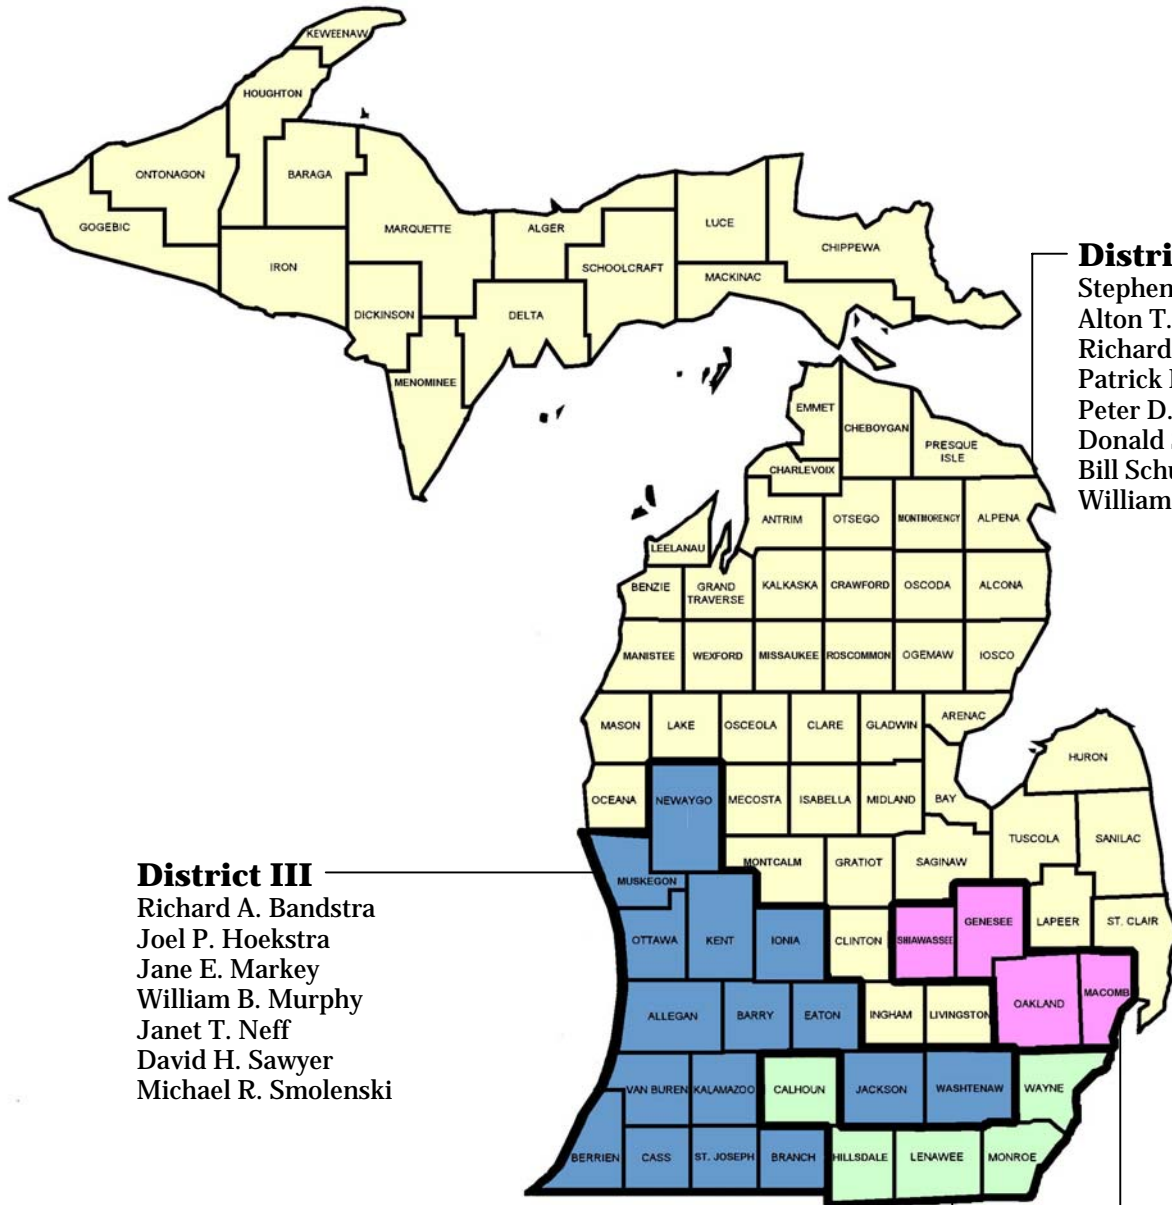 KEWEENAW
HOUGHTON
ONTONAGON
BARAGA
GOGEBIC
MARQUETTE
ALGER
LUCE
CHIPPEWA
IRON
SCHOOLCRAFT
MACKINAC
DICKINSON
DELTA
MENOMINEE
Stephen
Alton T.
Richard
Patrick
Peter D.
Donald
Bill
William
EMMET
CHEBOYGAN
PRESQUE
ISLE
CHARLEVOIX
ANTRIM
OTSEGO
MONTMORENCY
ALPENA
LEELANAU
BENZIE
GRAND
TRAVERSE
KALKASKA
CRAWFORD
OSCODA
ALCONA
MANISTEE
WEXFORD
MISSAUKEE
ROSCOMMON
OGEMAW
IOSCO
MASON
LAKE
OSCEOLA
CLARE
GLADWIN
ARENAC
HURON
OCEANA
NEWAYGO
MECOSTA
ISABELLA
MIDLAND
BAY
TUSCOLA
SANILAC
MONTCALM
GRATIOT
SAGINAW
District III
Richard A. Bandstra
Joel P. Hoekstra
Jane E. Markey
William B. Murphy
Janet T. Neff
David H. Sawyer
Michael R. Smolenski
MUSKEGON
OTTAWA
KENT
IONIA
CLINTON
SHIAWASSEE
GENESEE
LAPEER
ST. CLAIR
ALLEGAN
BARRY
EATON
INGHAM
LIVINGSTON
OAKLAND
MACOMB
VAN BUREN
KALAMAZOO
CALHOUN
JACKSON
WASHTENAW
WAYNE
BERRIEN
CASS
ST. JOSEPH
BRANCH
HILLSDALE
LENAWEE
MONROE